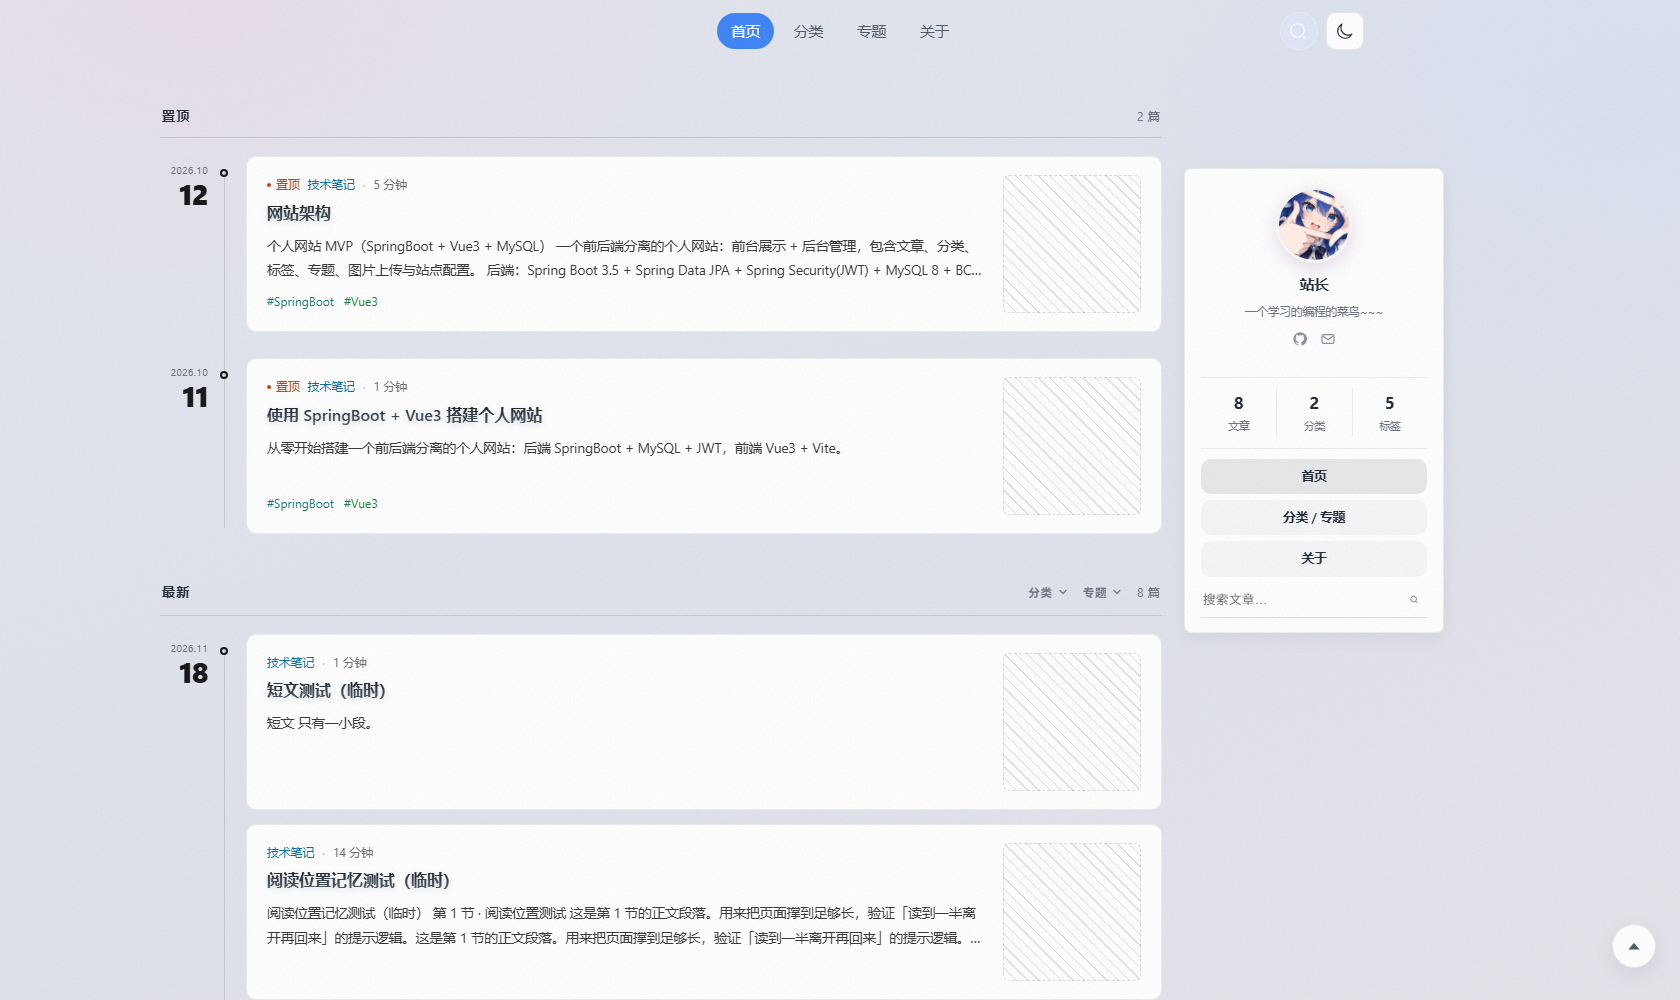 首页 分类 专题 关于
置顶 2 篇
2026.10
12
置顶 技术笔记 · 5 分钟
网站架构
个人网站 MVP（SpringBoot + Vue3 + MySQL） 一个前后端分离的个人网站：前台展示 + 后台管理，包含文章、分类、
标签、专题、图片上传与站点配置。 后端：Spring Boot 3.5 + Spring Data JPA + Spring Security(JWT) + MySQL 8 + BC...
#SpringBoot #Vue3
2026.10
11
置顶 技术笔记 · 1 分钟
使用 SpringBoot + Vue3 搭建个人网站
从零开始搭建一个前后端分离的个人网站：后端 SpringBoot + MySQL + JWT，前端 Vue3 + Vite。
#SpringBoot #Vue3
最新 分类 专题 8 篇
2026.11
18
技术笔记 · 1 分钟
短文测试（临时）
短文 只有一小段。
技术笔记 · 14 分钟
阅读位置记忆测试（临时）
阅读位置记忆测试（临时） 第 1 节 · 阅读位置测试 这是第 1 节的正文段落。用来把页面撑到足够长，验证「读到一半离
开再回来」的提示逻辑。这是第 1 节的正文段落。用来把页面撑到足够长，验证「读到一半离开再回来」的提示逻辑。...
站长
一个学习的编程的菜鸟~~~
8 2 5
文章 分类 标签
首页
分类 / 专题
关于
搜索文章...